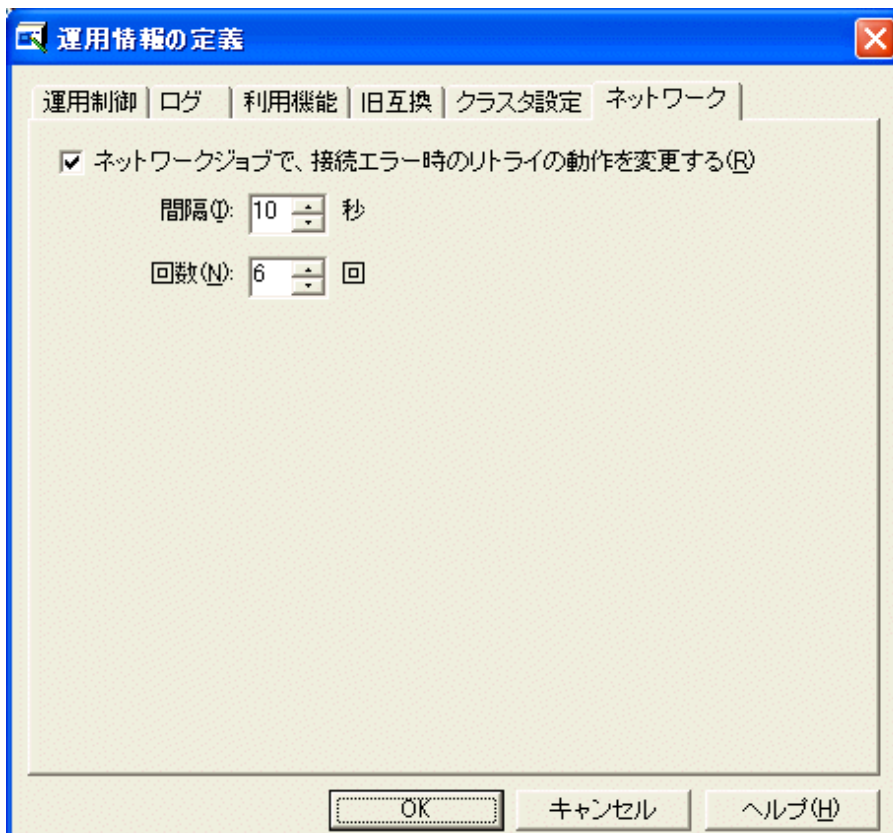 運用情報の定義
運用制御 ログ 利用機能 旧互換 クラスタ設定 ネットワーク
ネットワークジョブで、接続エラー時のリトライの動作を変更する(R)
間隔(I): 10 秒
回数(N): 6 回
OK キャンセル ヘルプ(H)